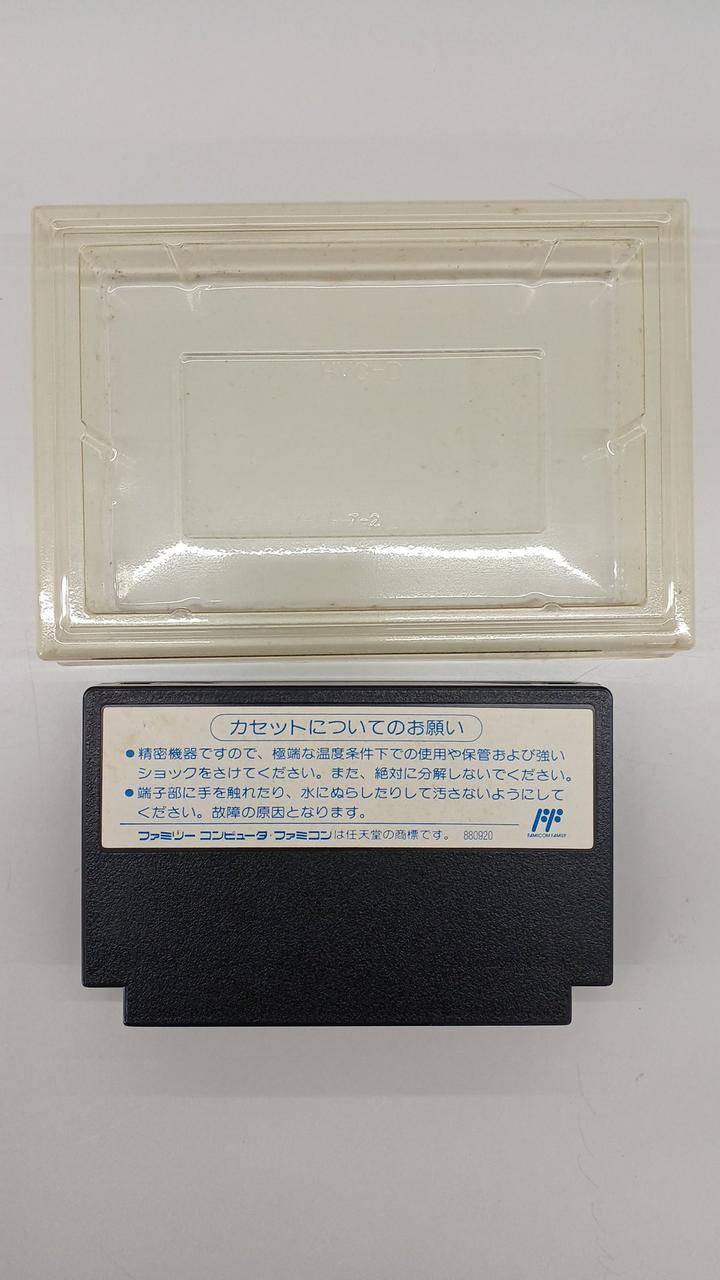 T-2
カセットについてのお願い
●精密機器ですので、極端な温度条件下での使用や保管および強い
ショックをさけてください。また、絶対に分解しないでください。
●端子部に手を触れたり、水にぬらしたりして汚さないようにして
ください。故障の原因となります。
ファミリー コンピュータ・ファミコンは任天堂の商標です。 880920
FAMICOM FAMILY